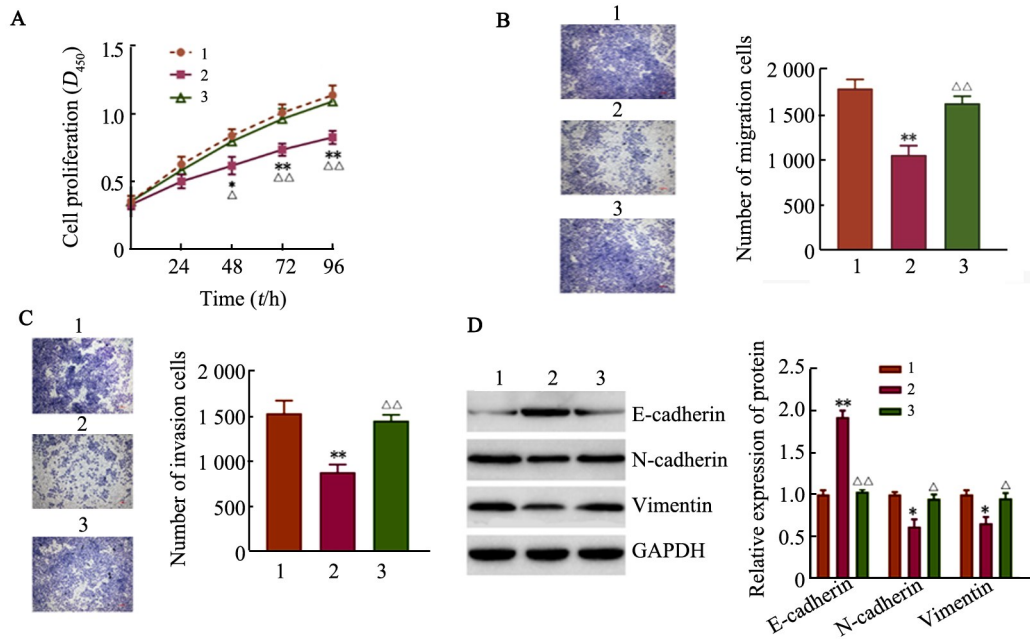 A
Cell proliferation (D450)
1.5
1.0
0.5
0
1
2
3
*
△
**
△△
**
△△
24 48 72 96
Time (t/h)
B
1
2
3
Number of migration cells
2 000
1 500
1 000
500
0
**
△△
1 2 3
C
1
2
3
Number of invasion cells
2 000
1 500
1 000
500
0
**
△△
1 2 3
D
1 2 3
E-cadherin
N-cadherin
Vimentin
GAPDH
Relative expression of protein
2.5
2.0
1.5
1.0
0.5
0
1
2
3
**
△△
*
△
*
△
E-cadherin
N-cadherin
Vimentin